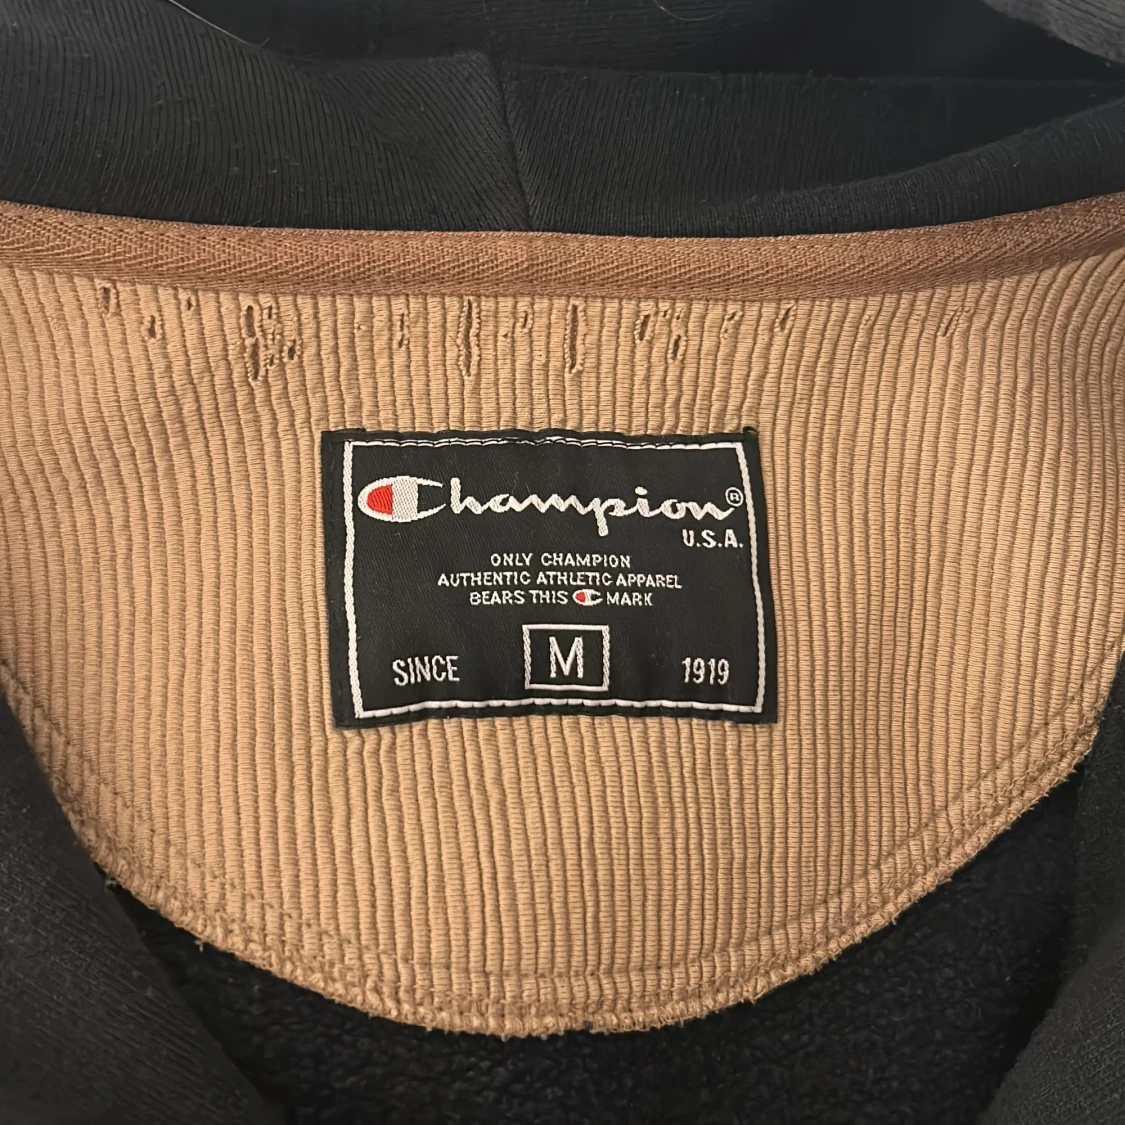 Champion®
U.S.A.
ONLY CHAMPION
AUTHENTIC ATHLETIC APPAREL
BEARS THIS C MARK
SINCE M 1919